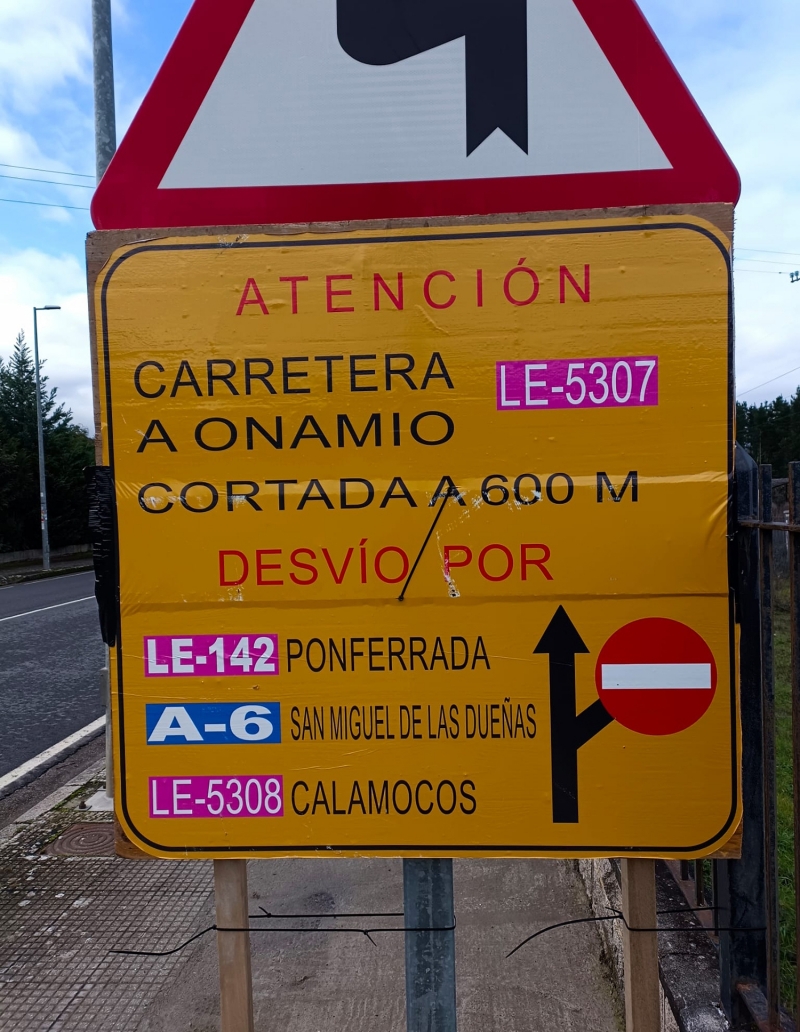 ATENCIÓN
CARRETERA LE-5307
A ONAMIO
CORTADA A 600 M
DESVÍO POR
LE-142 PONFERRADA
A-6 SAN MIGUEL DE LAS DUEÑAS
LE-5308 CALAMOCOS